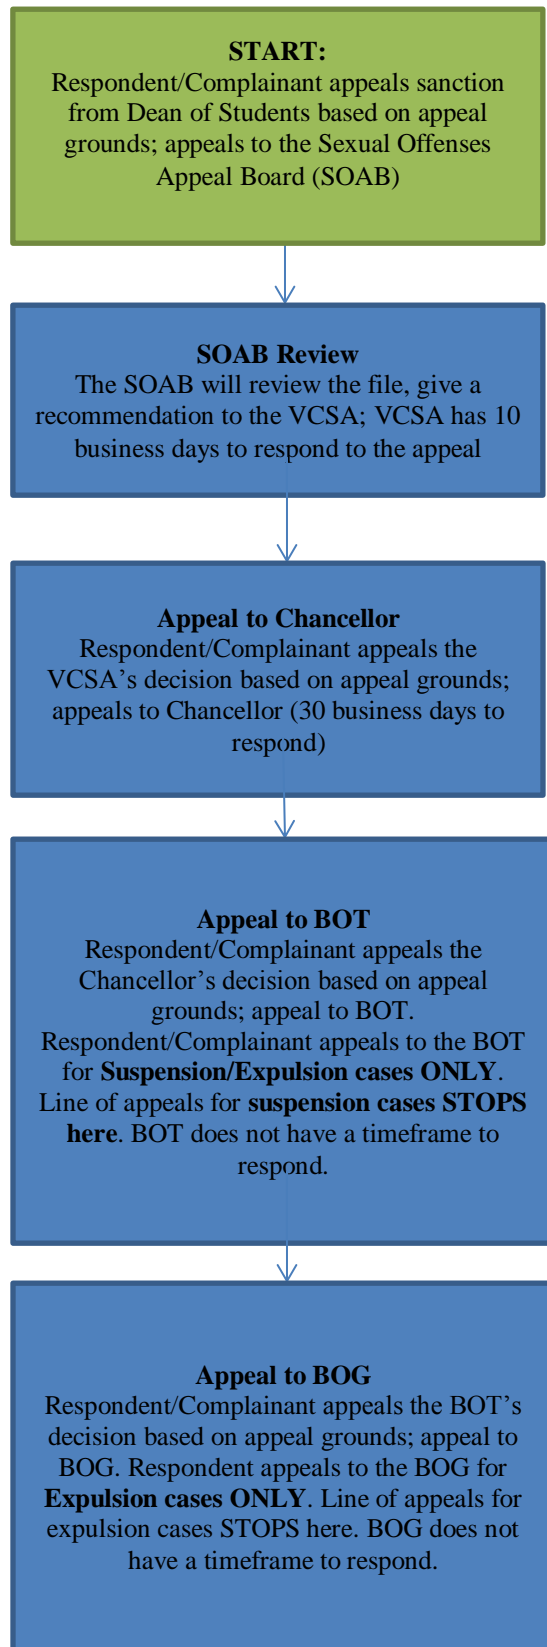 START:
Respondent/Complainant appeals sanction
from Dean of Students based on appeal
grounds; appeals to the Sexual Offenses
Appeal Board (SOAB)
SOAB Review
The SOAB will review the file, give a
recommendation to the VCSA; VCSA has 10
business days to respond to the appeal
Appeal to Chancellor
Respondent/Complainant appeals the
VCSA’s decision based on appeal grounds;
appeals to Chancellor (30 business days to
respond)
Appeal to BOT
Respondent/Complainant appeals the
Chancellor’s decision based on appeal
grounds; appeal to BOT.
Respondent/Complainant appeals to the BOT
for Suspension/Expulsion cases ONLY.
Line of appeals for suspension cases STOPS
here. BOT does not have a timeframe to
respond.
Appeal to BOG
Respondent/Complainant appeals the BOT’s
decision based on appeal grounds; appeal to
BOG. Respondent appeals to the BOG for
Expulsion cases ONLY. Line of appeals for
expulsion cases STOPS here. BOG does not
have a timeframe to respond.